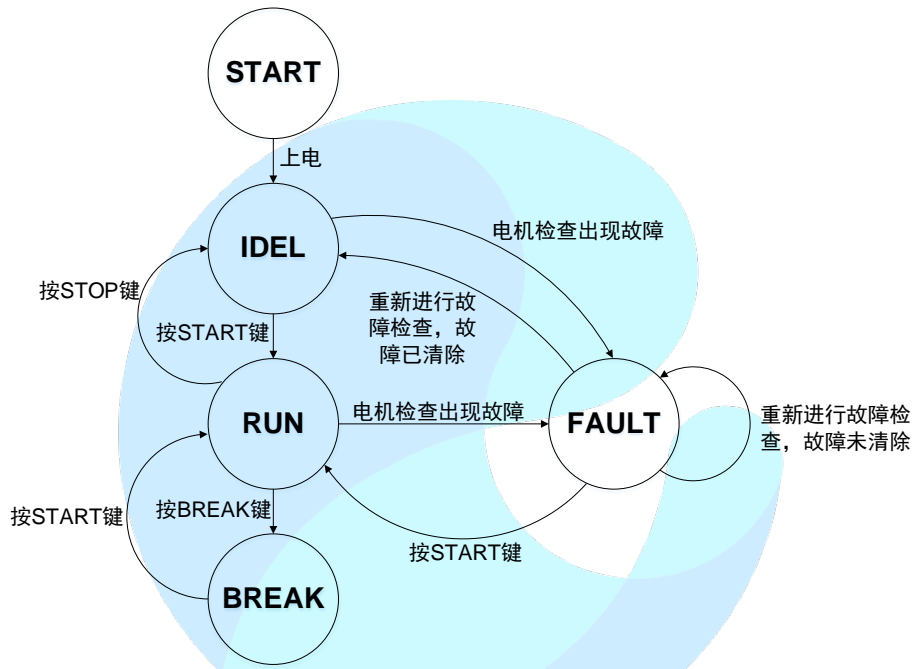 START
上电
IDEL
电机检查出现故障
按STOP键
重新进行故
障检查，故
障已清除
按START键
RUN
电机检查出现故障
FAULT
重新进行故障检
查，故障未清除
按START键
按BREAK键
按START键
BREAK